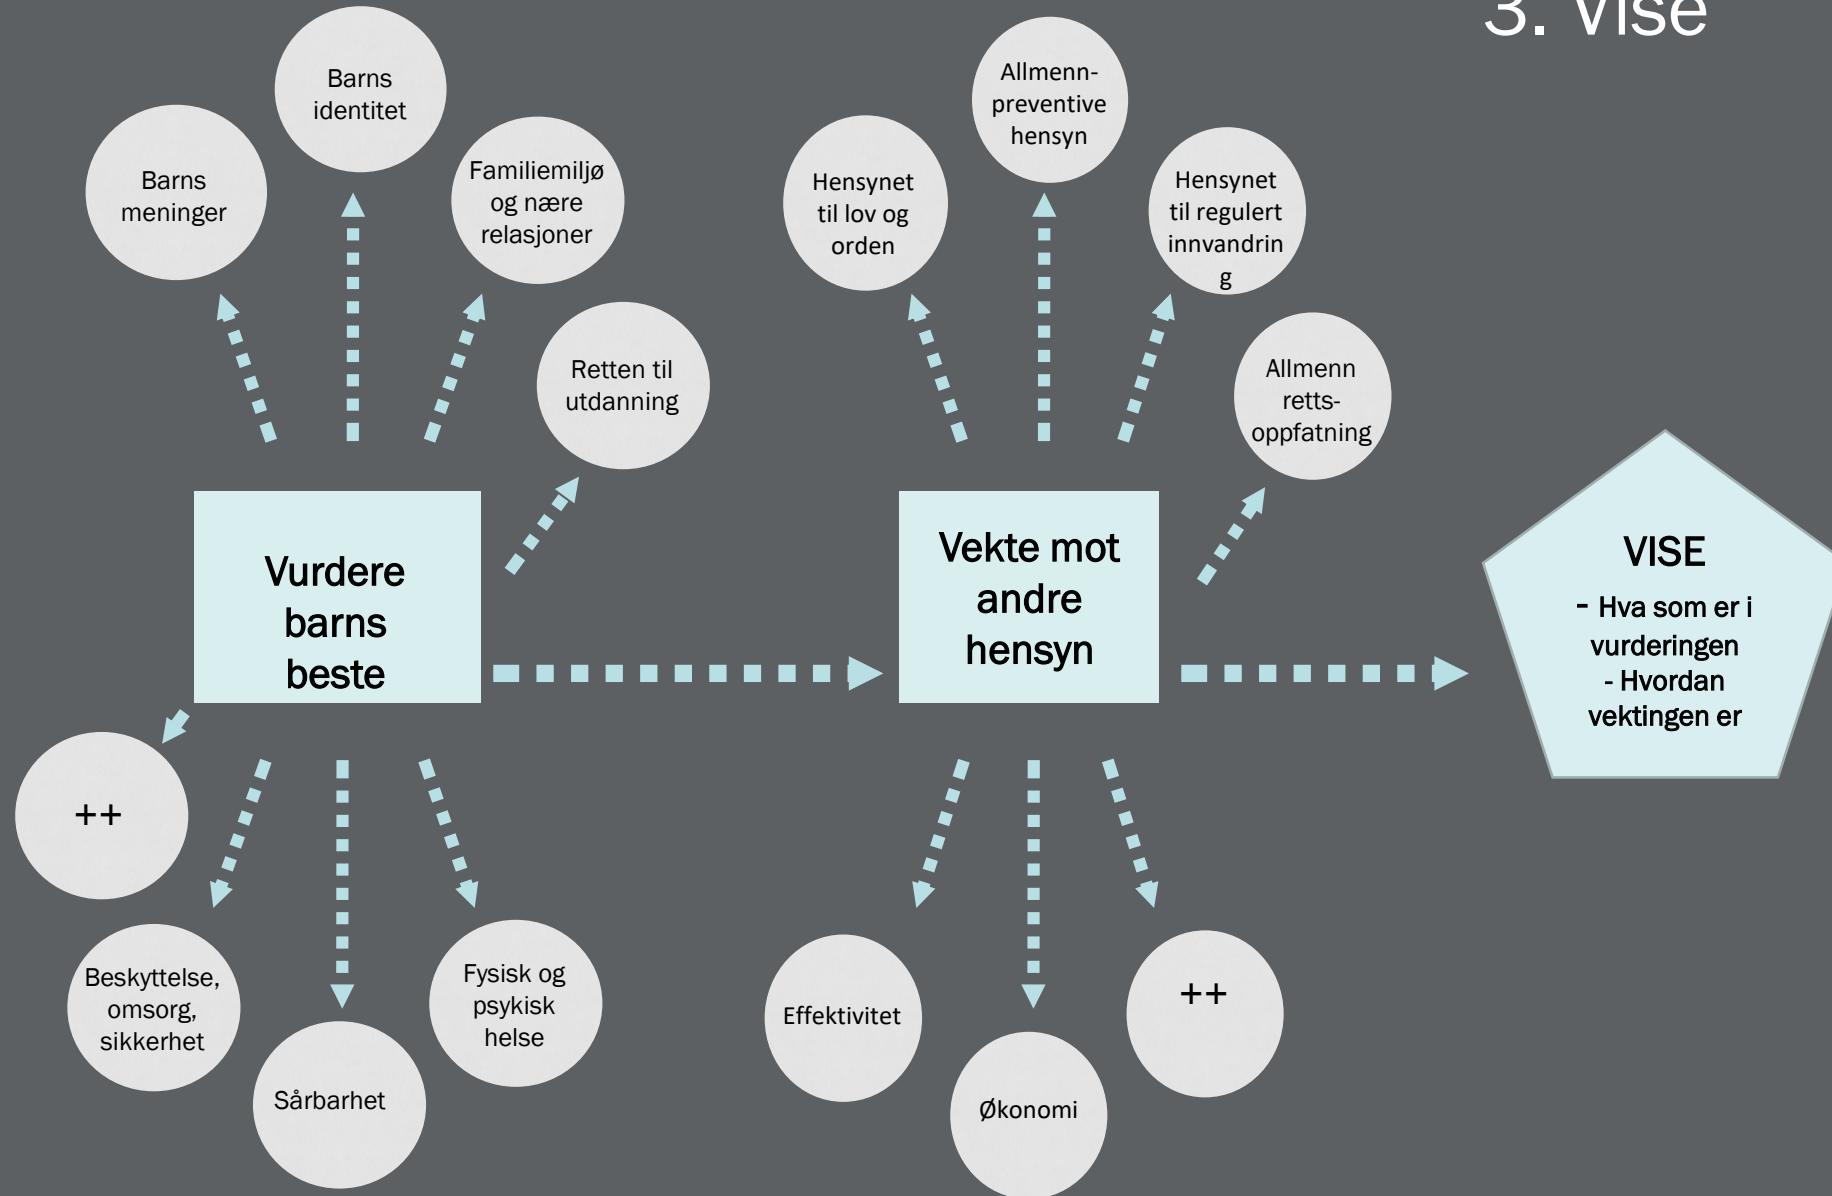 3. Vise
Barns
meninger
Barns
identitet
Familiemiljø
og nære
relasjoner
Retten til
utdanning
Vurdere
barns
beste
++
Beskyttelse,
omsorg,
sikkerhet
Sårbarhet
Fysisk og
psykisk
helse
Hensynet
til lov og
orden
Allmenn-
preventive
hensyn
Hensynet
til regulert
innvandrin
g
Allmenn
retts-
oppfatning
Vekte mot
andre
hensyn
Effektivitet
Økonomi
++
VISE
- Hva som er i
vurderingen
- Hvordan
vektingen er